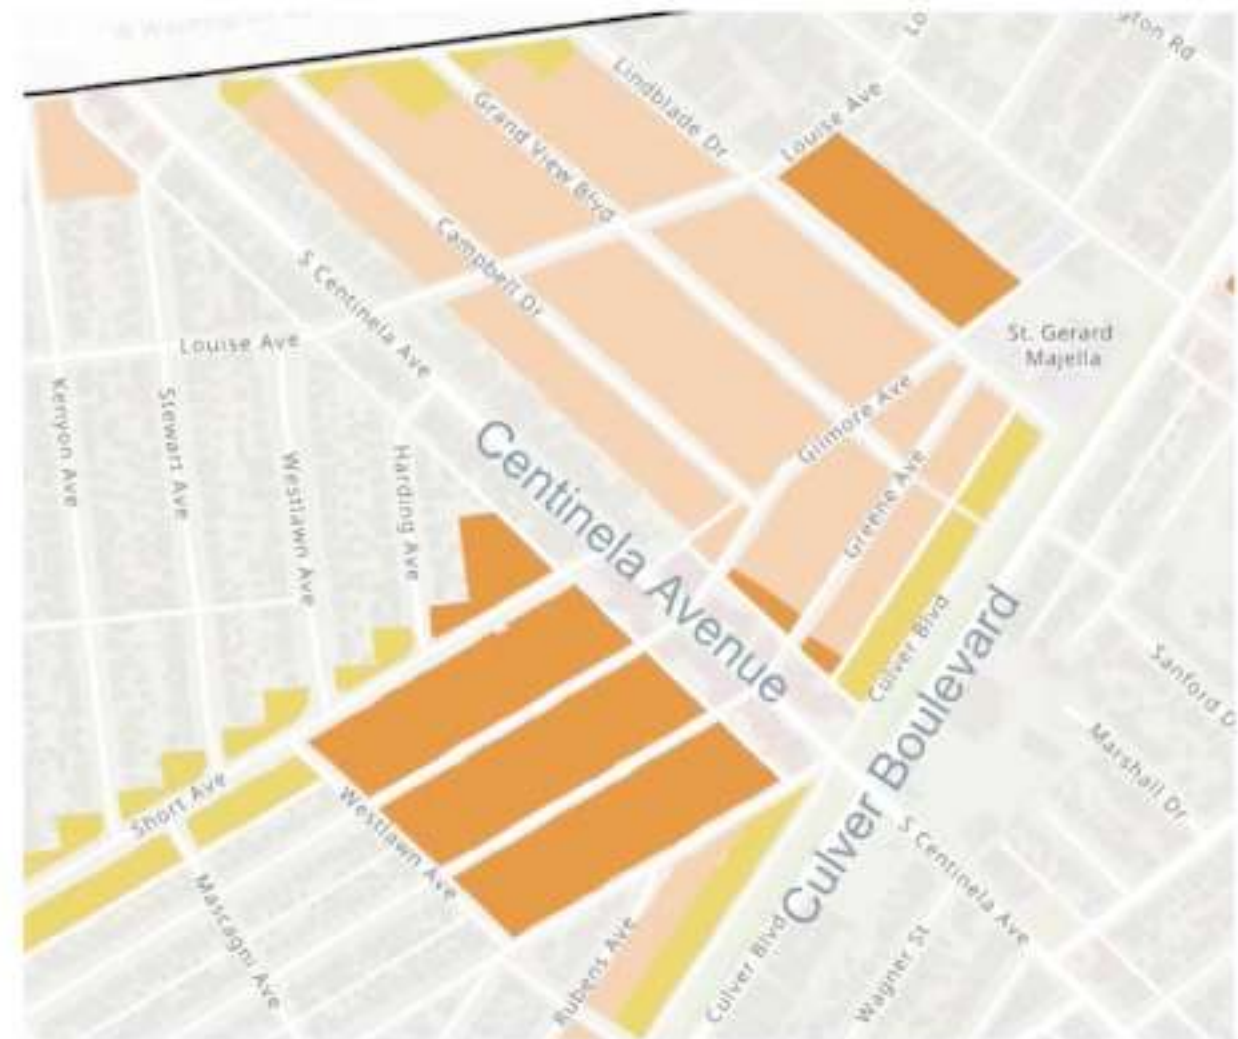 Lindblade Dr
Louise Ave
Grand View Blvd
Campbell Dr
S Centinela Ave
Louise Ave
St. Gerard
Majella
Kenyon Ave
Stewart Ave
Westlawn Ave
Harding Ave
Gilmore Ave
Greene Ave
Centinela Avenue
Culver Blvd
Culver Boulevard
Sanford D
Marshall Dr
Short Ave
Westlawn Ave
Mascagni Ave
S Centinela Ave
Rubens Ave
Culver Blvd
Wagner St